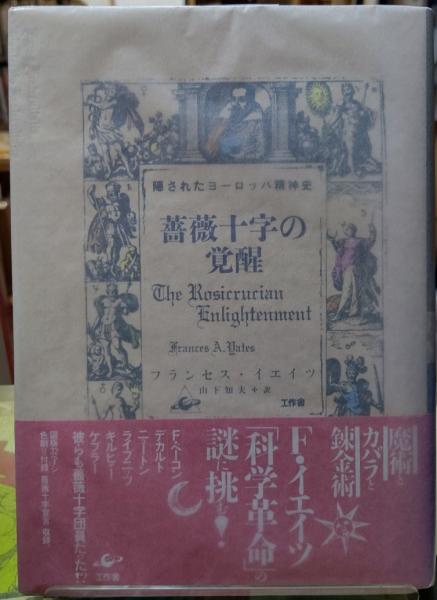 隠されたヨーロッパ精神史
薔薇十字の
覚醒
The Rosicrucian
Enlightenment
Frances A. Yates
フランセス・イエイツ
山下知夫＋訳
工作舎
魔術と
カバラと
錬金術
F・イエイツ
「科学革命」の
謎に挑む!
F.ベーコン
デカルト
ニュートン
ライプニッツ
キルヒャー
ケプラー
彼らも薔薇十字団員だった!?
工作舎